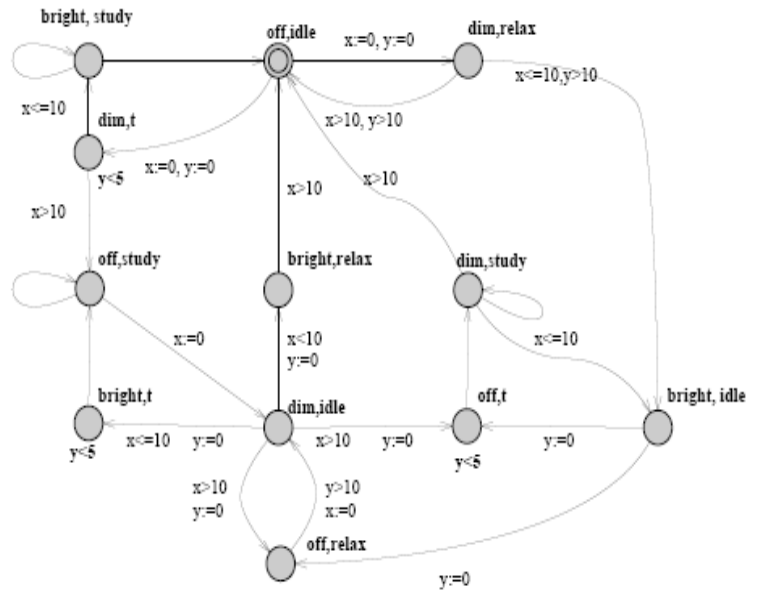 bright, study
off,idle
x:=0, y:=0
dim,relax
x<=10,y>10
x<=10
dim,t
x>10, y>10
x:=0, y:=0
y<5
x>10
x>10
x>10
off,study
bright,relax
dim,study
x:=0
x<10
y:=0
x<=10
bright,t
dim,idle
off,t
bright, idle
y<5
x<=10 y:=0
x>10 y:=0
y<5
y:=0
x>10
y:=0
y>10
x:=0
off,relax
y:=0